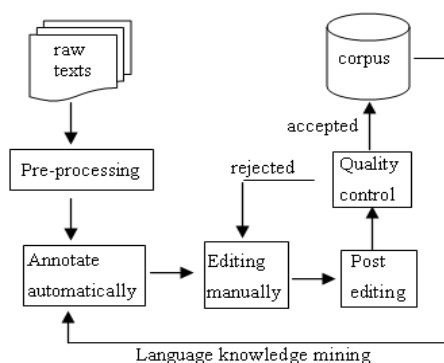 raw
texts
corpus
accepted
Pre-processing
rejected
Quality
control
Annotate
automatically
Editing
manually
Post
editing
Language knowledge mining